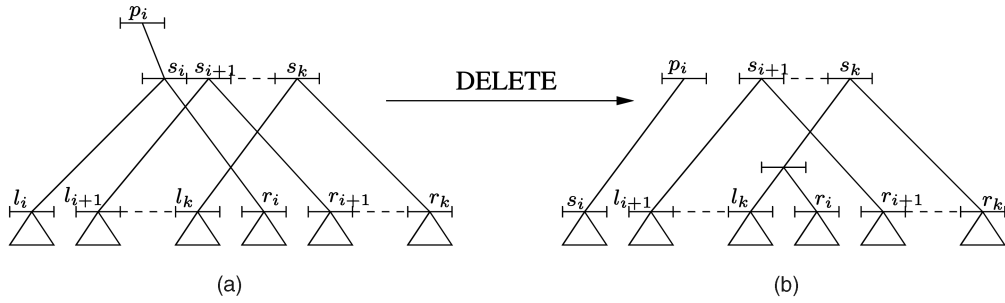 p_i
s_i s_{i+1} s_k
l_i l_{i+1} l_k r_i r_{i+1} r_k
(a)
DELETE
p_i s_{i+1} s_k
s_i l_{i+1} l_k r_i r_{i+1} r_k
(b)